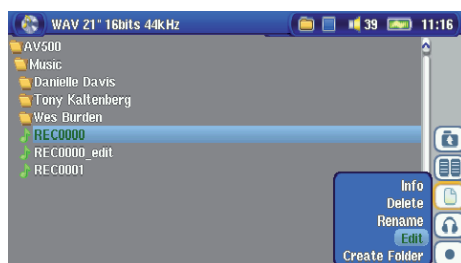 WAV 21" 16bits 44kHz 39 11:16
AV500
Music
Danielle Davis
Tony Kaltenberg
Wes Burden
REC0000
REC0000_edit
REC0001
Info
Delete
Rename
Edit
Create Folder